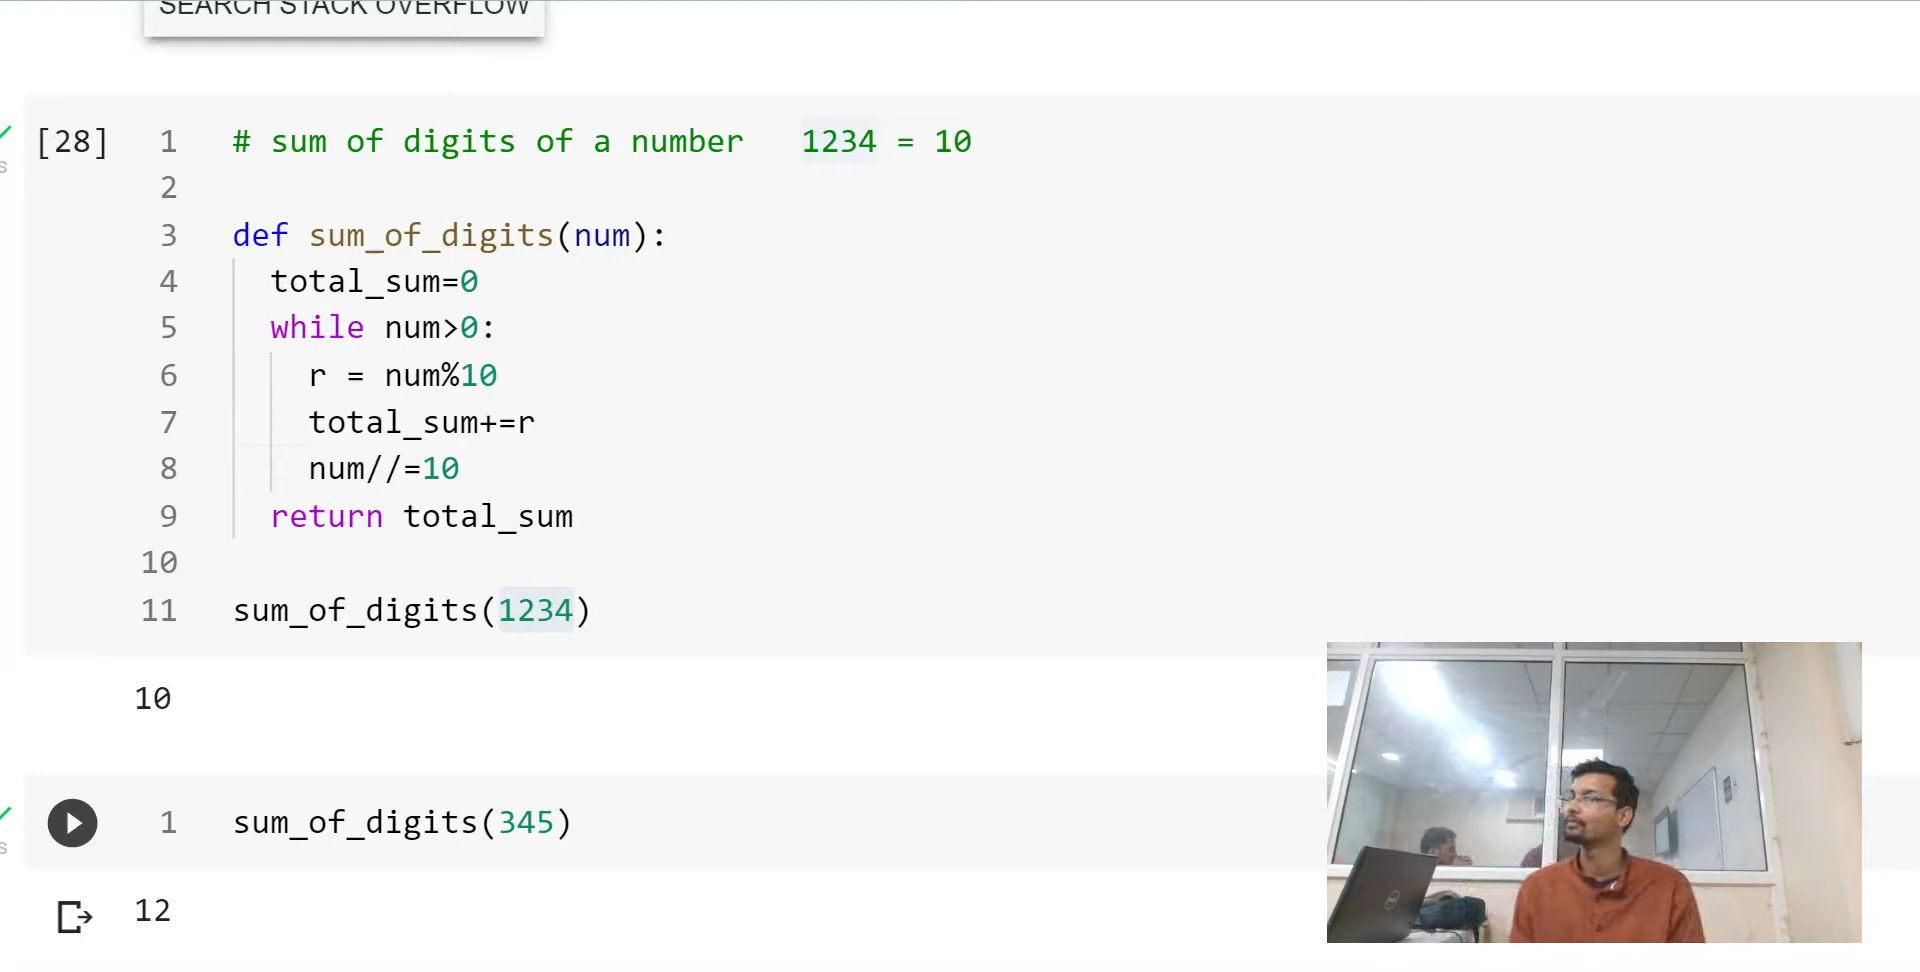 SEARCH STACK OVERFLOW
[28] 1 # sum of digits of a number   1234 = 10
2
3 def sum_of_digits(num):
4   total_sum=0
5   while num>0:
6     r = num%10
7     total_sum+=r
8     num//=10
9   return total_sum
10
11 sum_of_digits(1234)
10
1 sum_of_digits(345)
12